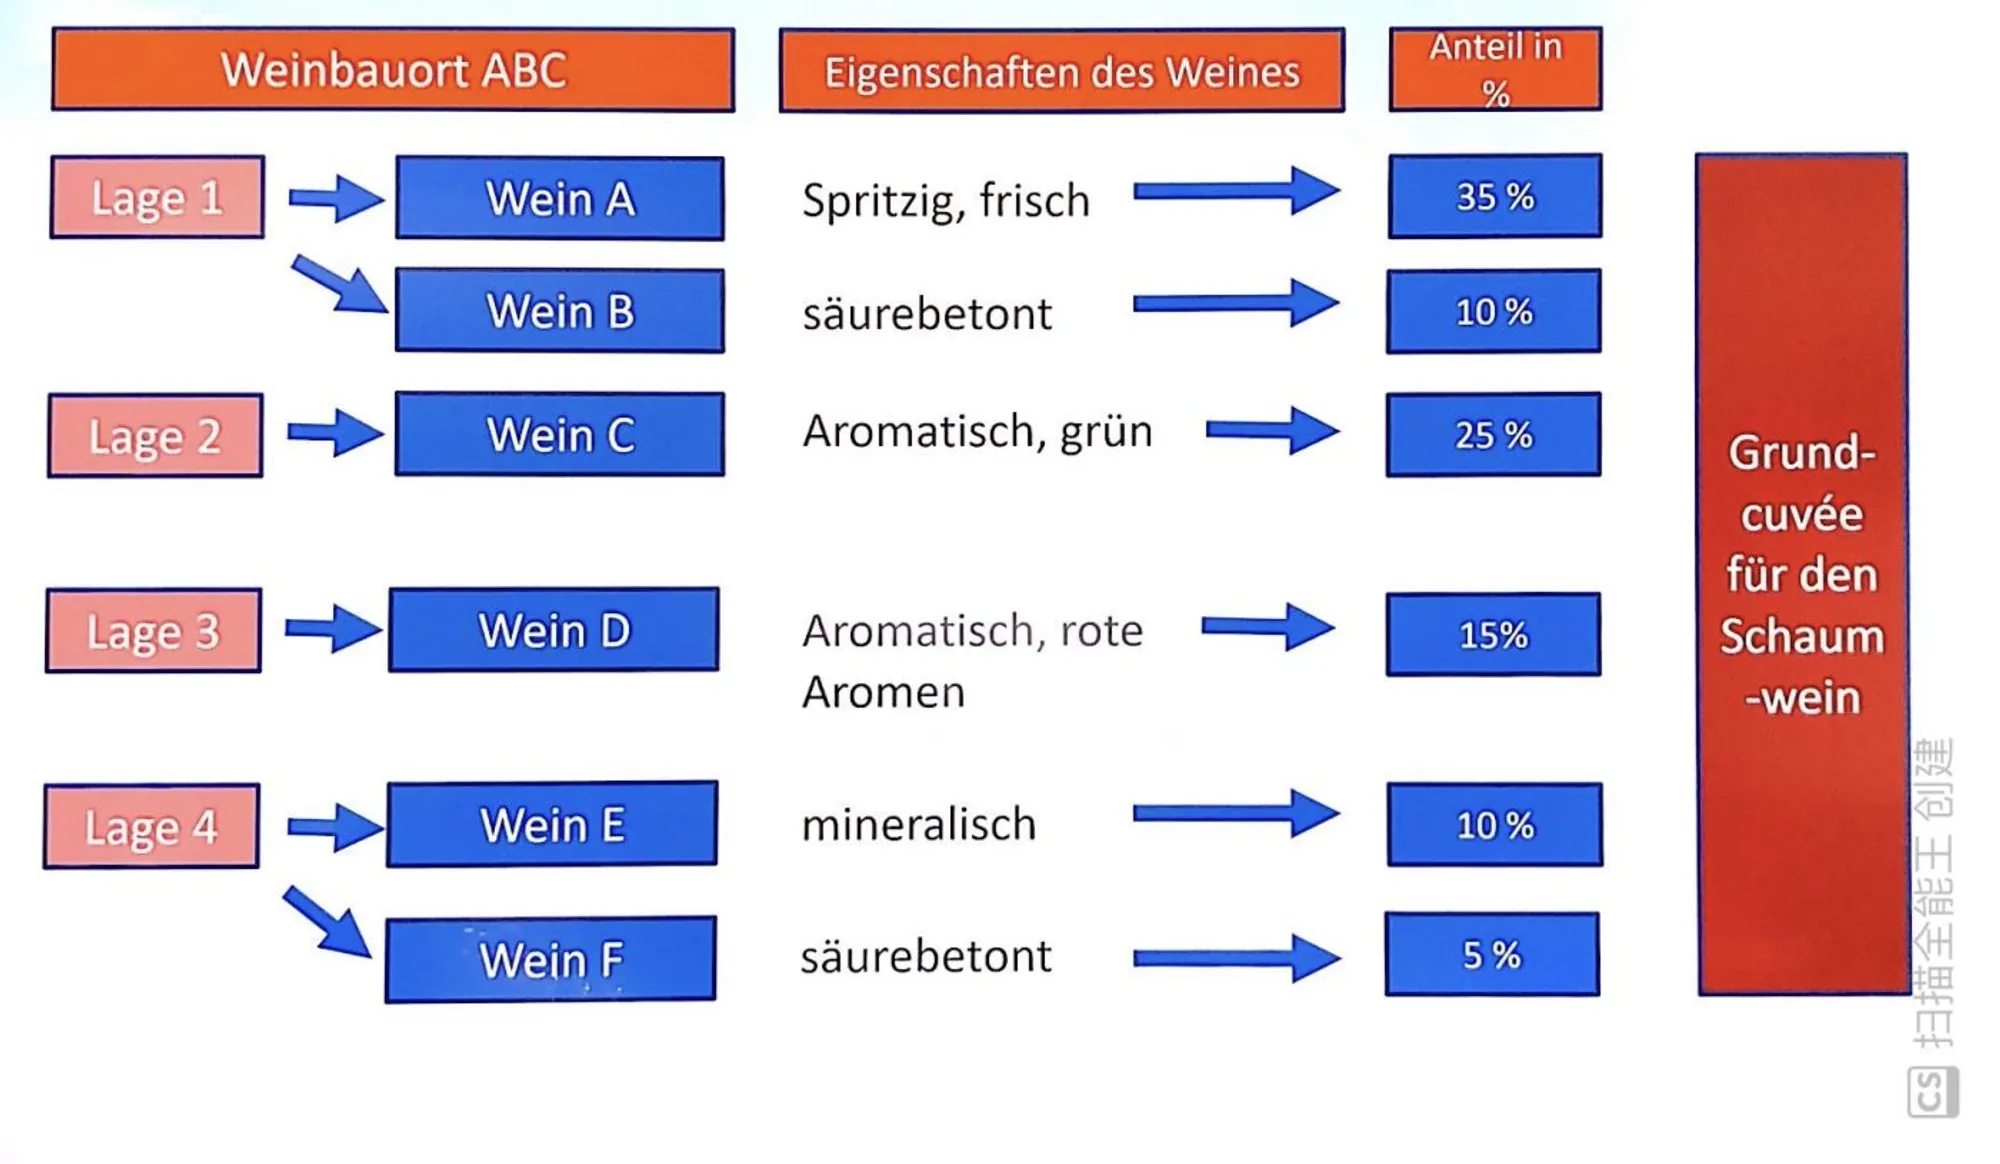 Weinbauort ABC
Eigenschaften des Weines
Anteil in
%
Lage 1
Wein A
Spritzig, frisch
35 %
Wein B
säurebetont
10 %
Lage 2
Wein C
Aromatisch, grün
25 %
Lage 3
Wein D
Aromatisch, rote
Aromen
15%
Lage 4
Wein E
mineralisch
10 %
Wein F
säurebetont
5 %
Grund-
cuvée
für den
Schaum
-wein
CS 扫描全能王 创建